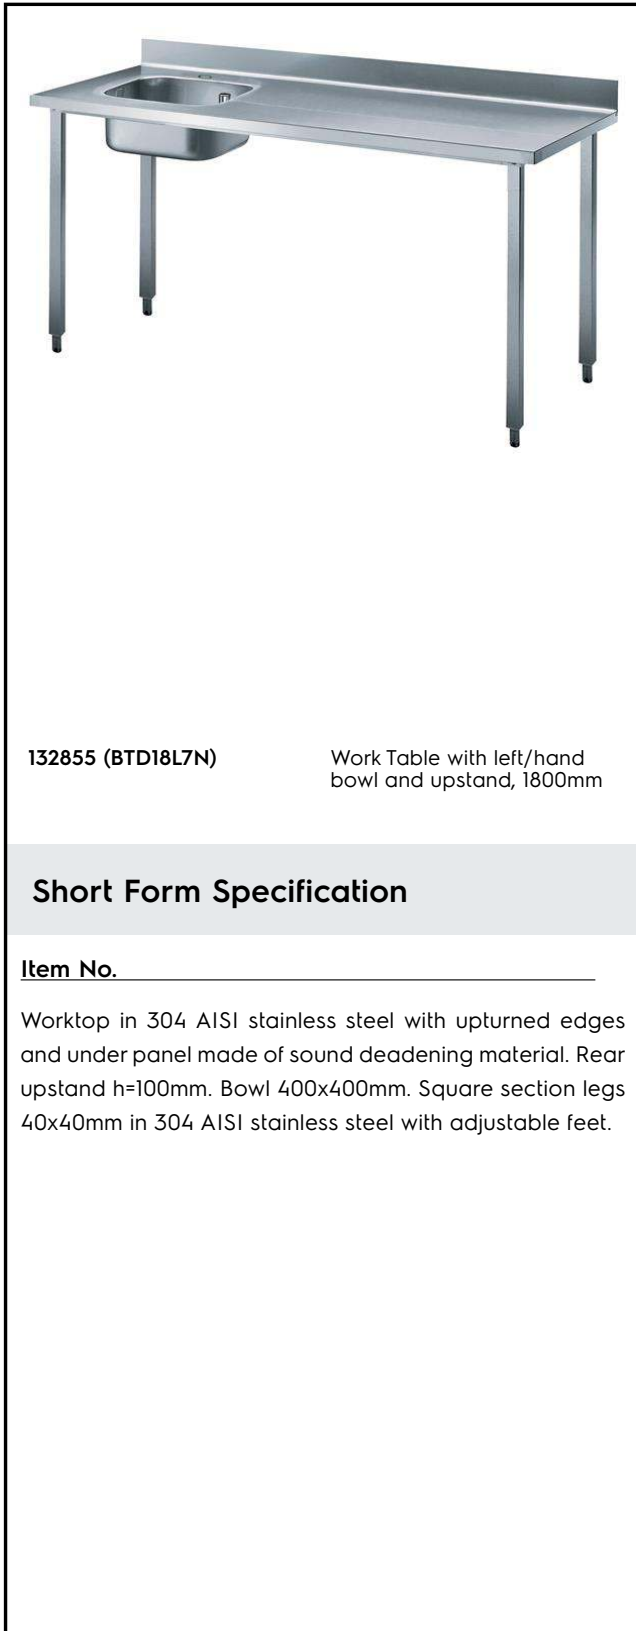 132855 (BTD18L7N)
Work Table with left/hand
bowl and upstand, 1800mm
Short Form Specification
Item No.
Worktop in 304 AISI stainless steel with upturned edges
and under panel made of sound deadening material. Rear
upstand h=100mm. Bowl 400x400mm. Square section legs
40x40mm in 304 AISI stainless steel with adjustable feet.